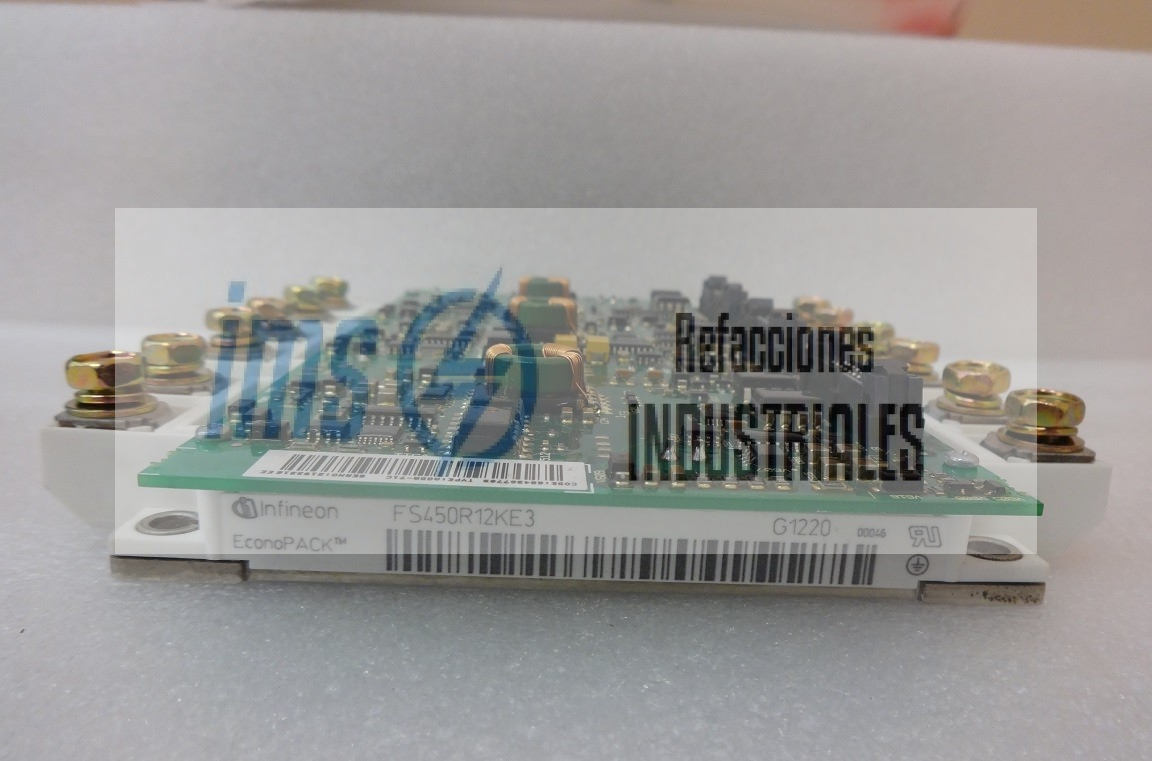 ims
Refacciones
INDUSTRIALES
Infineon
FS450R12KE3
G1220
00046
EconoPACK™